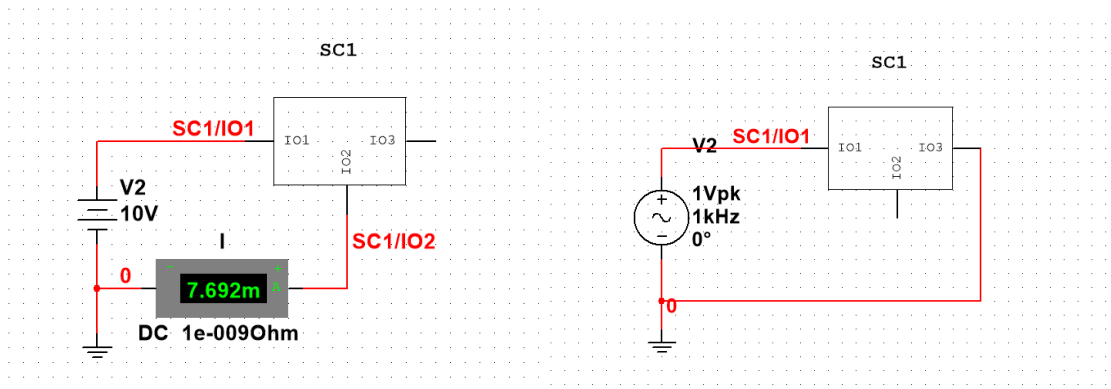 SC1
SC1/IO1
IO1
IO3
IO2
V2
10V
I
SC1/IO2
0
- +
7.692m A
DC 1e-009Ohm
SC1
V2
SC1/IO1
IO1
IO3
IO2
+
1Vpk
1kHz
0°
−
0